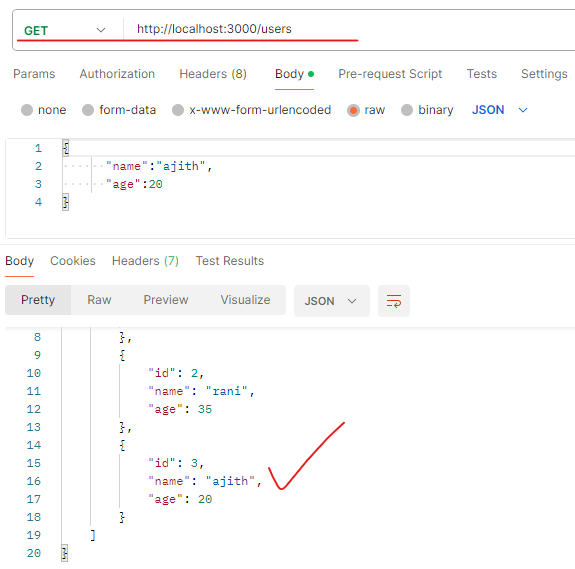 GET http://localhost:3000/users
Params Authorization Headers (8) Body Pre-request Script Tests Settings
none form-data x-www-form-urlencoded raw binary JSON
1 {
2 "name":"ajith",
3 "age":20
4 }
Body Cookies Headers (7) Test Results
Pretty Raw Preview Visualize JSON
8 },
9 {
10 "id": 2,
11 "name": "rani",
12 "age": 35
13 },
14 {
15 "id": 3,
16 "name": "ajith",
17 "age": 20
18 }
19 ]
20 }